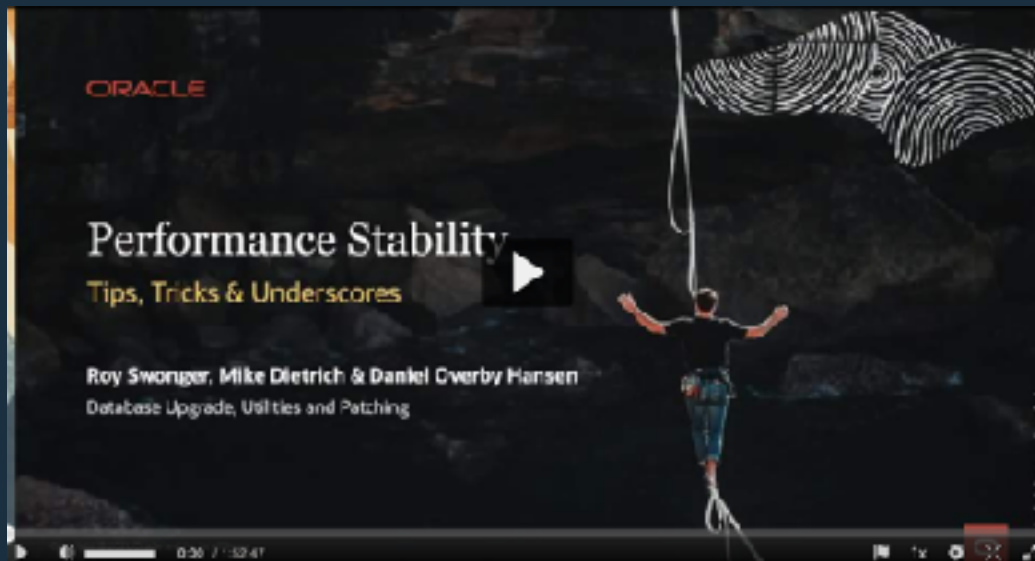 ORACLE
Performance Stability
Tips, Tricks & Underscores
Roy Swonger, Mike Dietrich & Daniel Overby Hansen
Database Upgrade, Utilities and Patching
0:00 / 1:52:47
1x